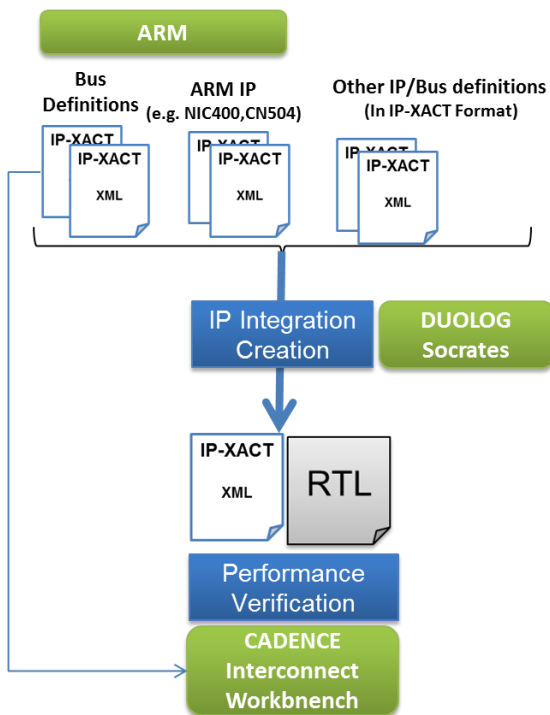 ARM
Bus
Definitions
ARM IP
(e.g. NIC400,CN504)
Other IP/Bus definitions
(In IP-XACT Format)
IP-XACT
IP-XACT
XML
IP-XACT
IP-XACT
XML
IP-XACT
IP-XACT
XML
IP Integration
Creation
DUOLOG
Socrates
IP-XACT
XML
RTL
Performance
Verification
CADENCE
Interconnect
Workbnench